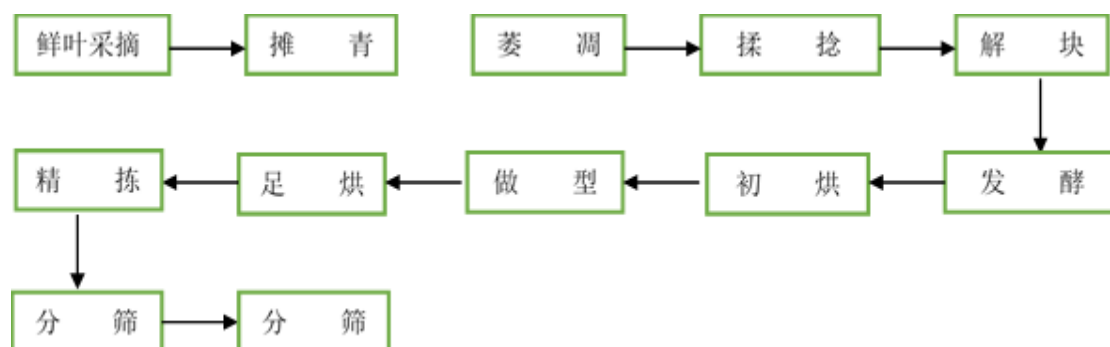 鲜叶采摘 摊 青 萎 凋 揉 捻 解 块
精 拣 足 烘 做 型 初 烘 发 酵
分 筛 分 筛